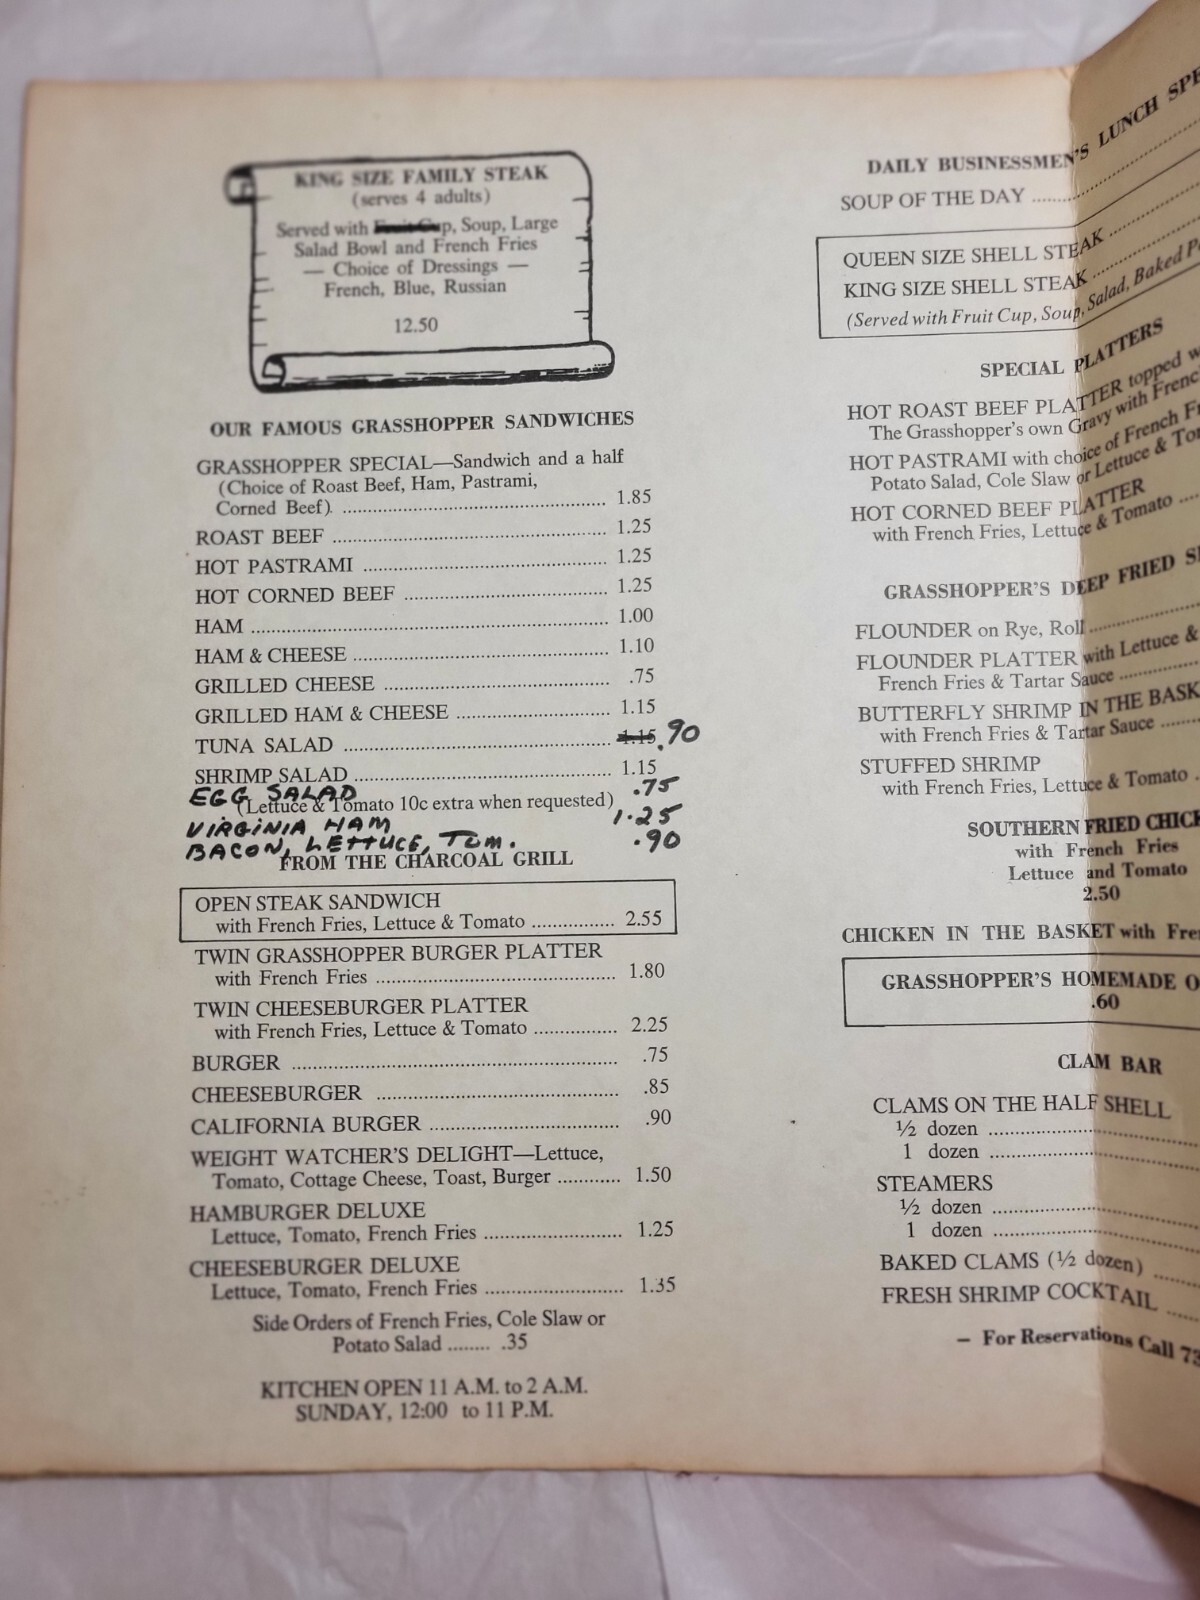 KING SIZE FAMILY STEAK
(serves 4 adults)
Served with Fruit Cup, Soup, Large
Salad Bowl and French Fries
— Choice of Dressings —
French, Blue, Russian
12.50
OUR FAMOUS GRASSHOPPER SANDWICHES
GRASSHOPPER SPECIAL—Sandwich and a half
(Choice of Roast Beef, Ham, Pastrami,
Corned Beef) ........ 1.85
ROAST BEEF ........ 1.25
HOT PASTRAMI ........ 1.25
HOT CORNED BEEF ........ 1.25
HAM ........ 1.00
HAM & CHEESE ........ 1.10
GRILLED CHEESE ........ .75
GRILLED HAM & CHEESE ........ 1.15
TUNA SALAD ........ 1.15 .90
SHRIMP SALAD ........ 1.15
EGG SALAD .75
(Lettuce & Tomato 10c extra when requested)
VIRGINIA HAM 1.25
BACON, LETTUCE, TOM. .90
FROM THE CHARCOAL GRILL
OPEN STEAK SANDWICH
with French Fries, Lettuce & Tomato ........ 2.55
TWIN GRASSHOPPER BURGER PLATTER
with French Fries ........ 1.80
TWIN CHEESEBURGER PLATTER
with French Fries, Lettuce & Tomato ........ 2.25
BURGER ........ .75
CHEESEBURGER ........ .85
CALIFORNIA BURGER ........ .90
WEIGHT WATCHER'S DELIGHT—Lettuce,
Tomato, Cottage Cheese, Toast, Burger ........ 1.50
HAMBURGER DELUXE
Lettuce, Tomato, French Fries ........ 1.25
CHEESEBURGER DELUXE
Lettuce, Tomato, French Fries ........ 1.35
Side Orders of French Fries, Cole Slaw or
Potato Salad ........ .35
KITCHEN OPEN 11 A.M. to 2 A.M.
SUNDAY, 12:00 to 11 P.M.
DAILY BUSINESSMEN'S LUNCH
SOUP OF THE DAY ........
QUEEN SIZE SHELL STEAK ........
KING SIZE SHELL STEAK ........
(Served with Fruit Cup, Soup, Salad, Baked
SPECIAL PLATTERS
HOT ROAST BEEF PLATTER topped
The Grasshopper's own Gravy with
HOT PASTRAMI with choice of French
Potato Salad, Cole Slaw or Lettuce &
HOT CORNED BEEF PLATTER
with French Fries, Lettuce & Tomato ........
GRASSHOPPER'S DEEP FRIED
FLOUNDER on Rye, Roll ........
FLOUNDER PLATTER with Lettuce &
French Fries & Tartar Sauce ........
BUTTERFLY SHRIMP IN THE
with French Fries & Tartar Sauce ........
STUFFED SHRIMP
with French Fries, Lettuce & Tomato ........
SOUTHERN FRIED
with French Fries
Lettuce and Tomato
2.50
CHICKEN IN THE BASKET with
GRASSHOPPER'S HOMEMADE
.60
CLAM BAR
CLAMS ON THE HALF SHELL
½ dozen ........
1 dozen ........
STEAMERS
½ dozen ........
1 dozen ........
BAKED CLAMS (½ dozen) ........
FRESH SHRIMP COCKTAIL ........
– For Reservations Call